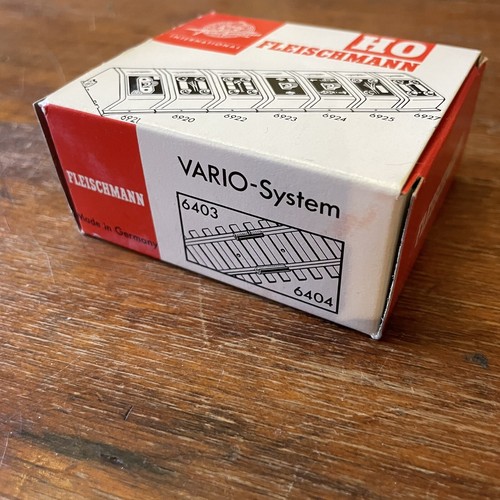 INTERNATIONAL
HO
FLEISCHMANN
6921 6920 6922 6923 6924 6925 6927
FLEISCHMANN
Made in Germany
VARIO-System
6403
6404